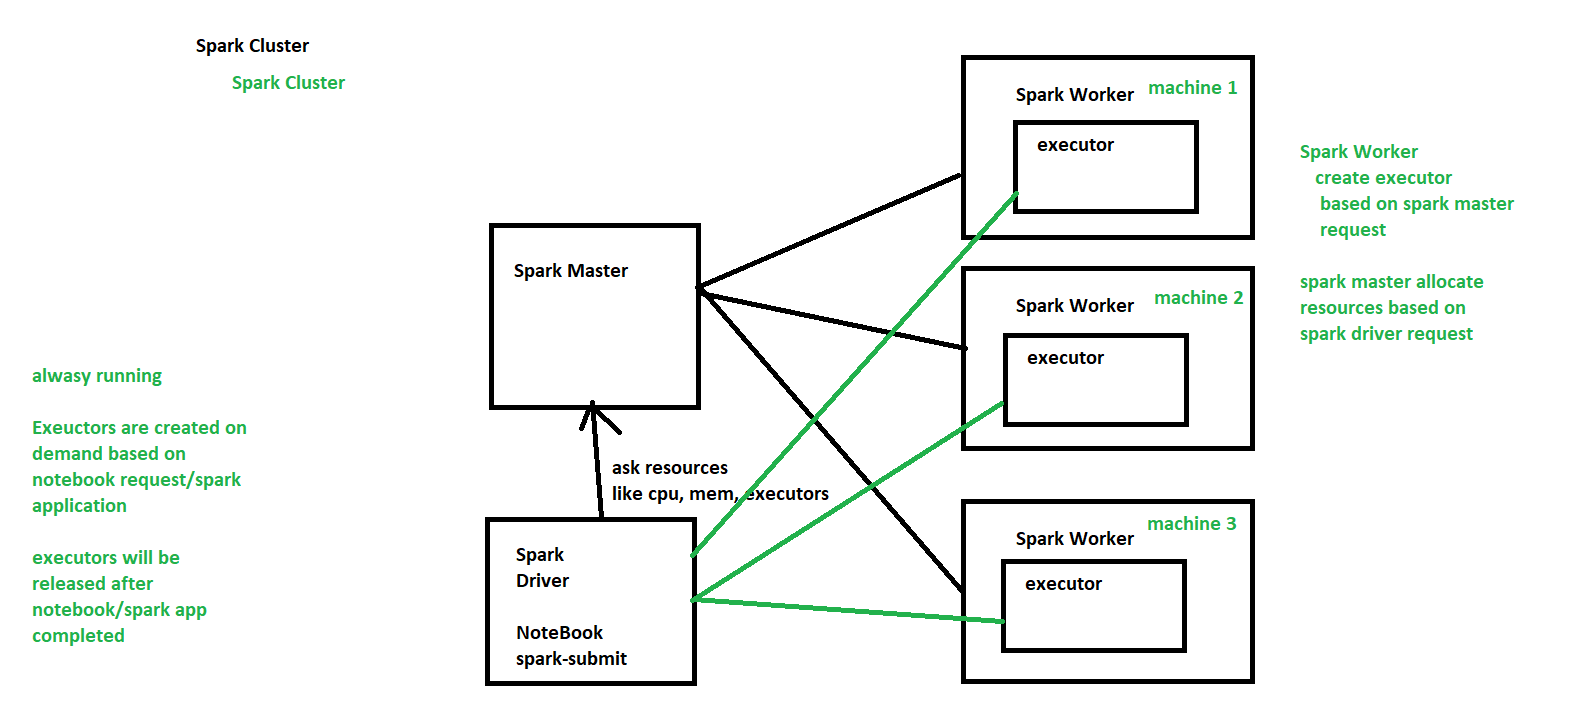 Spark Cluster
Spark Cluster
alwasy running
Exeuctors are created on
demand based on
notebook request/spark
application
executors will be
released after
notebook/spark app
completed
Spark Master
ask resources
like cpu, mem, executors
Spark
Driver
NoteBook
spark-submit
Spark Worker
machine 1
executor
Spark Worker
machine 2
executor
Spark Worker
machine 3
executor
Spark Worker
create executor
based on spark master
request
spark master allocate
resources based on
spark driver request